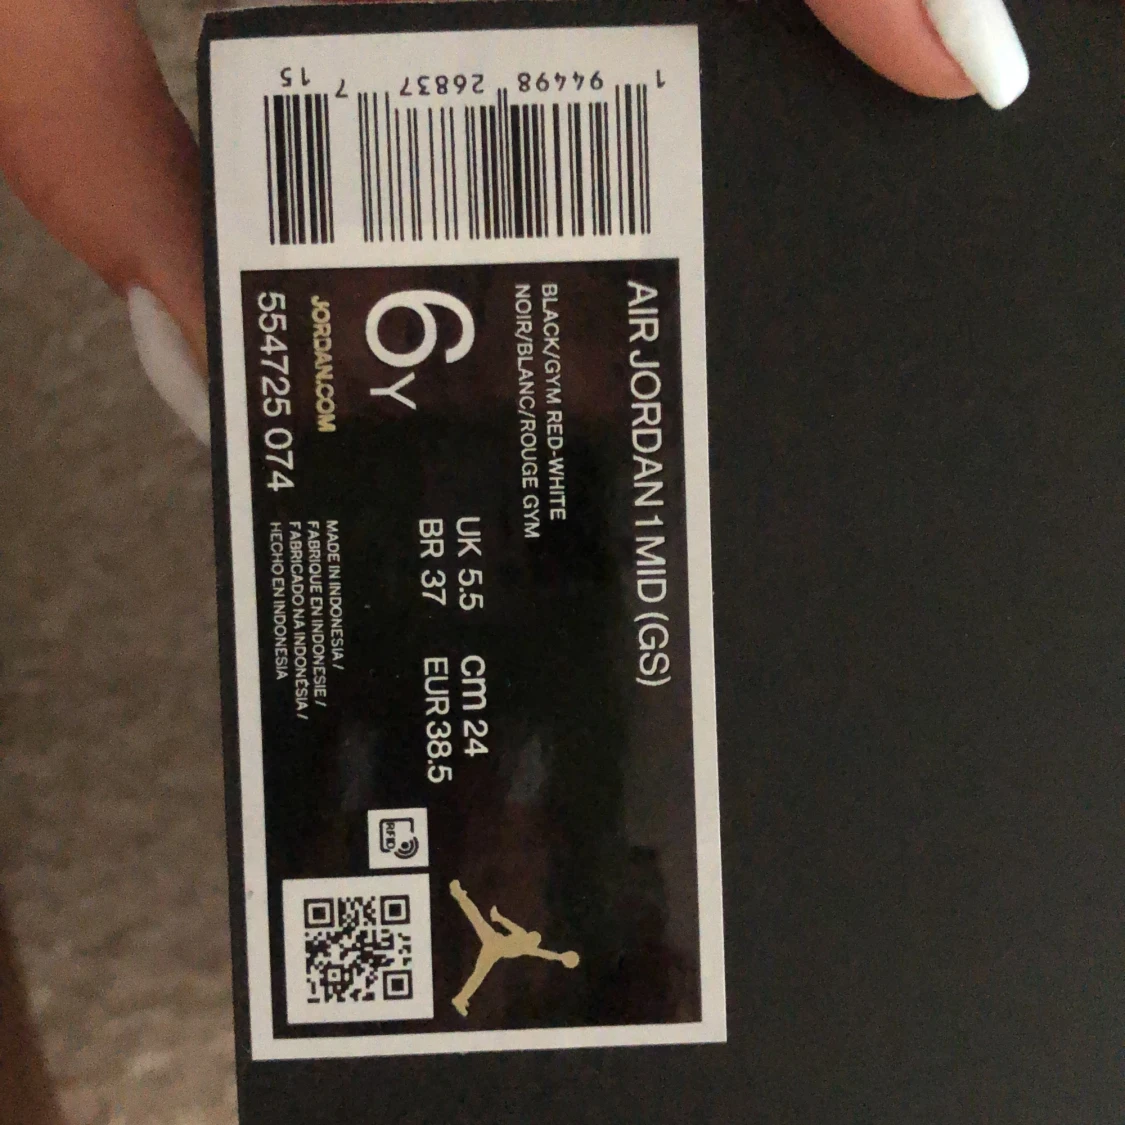 AIR JORDAN 1 MID (GS)
BLACK/GYM RED-WHITE
NOIR/BLANC/ROUGE GYM
6Y
UK 5.5 cm 24
BR 37 EUR 38.5
JORDAN.COM
554725 074
MADE IN INDONESIA /
FABRIQUE EN INDONESIE /
FABRICADO NA INDONÉSIA /
HECHO EN INDONESIA
RFID
1 94498 26837 7 15